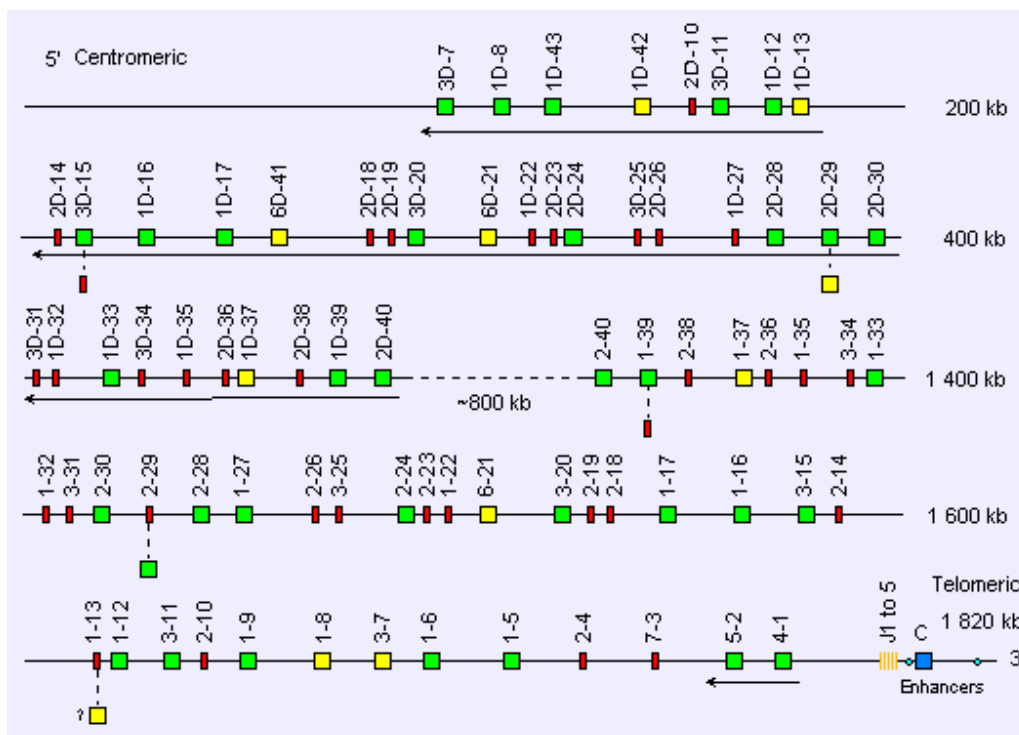 5' Centromeric
3D-7 1D-8 1D-43 1D-42 2D-10 3D-11 1D-12 1D-13
200 kb
2D-14 3D-15 1D-16 1D-17 6D-41 2D-18 2D-19 3D-20 6D-21 1D-22 2D-23 2D-24 3D-25 2D-26 1D-27 2D-28 2D-29 2D-30
400 kb
3D-31 1D-32 1D-33 3D-34 1D-35 2D-36 1D-37 2D-38 1D-39 2D-40 2-40 1-39 2-38 1-37 2-36 1-35 3-34 1-33
1 400 kb
~800 kb
1-32 3-31 2-30 2-29 2-28 1-27 2-26 3-25 2-24 2-23 1-22 6-21 3-20 2-19 2-18 1-17 1-16 3-15 2-14
1 600 kb
Telomeric
1-13 1-12 3-11 2-10 1-9 1-8 3-7 1-6 1-5 2-4 7-3 5-2 4-1 J1 to 5 C
1 820 kb
3
Enhancers
?